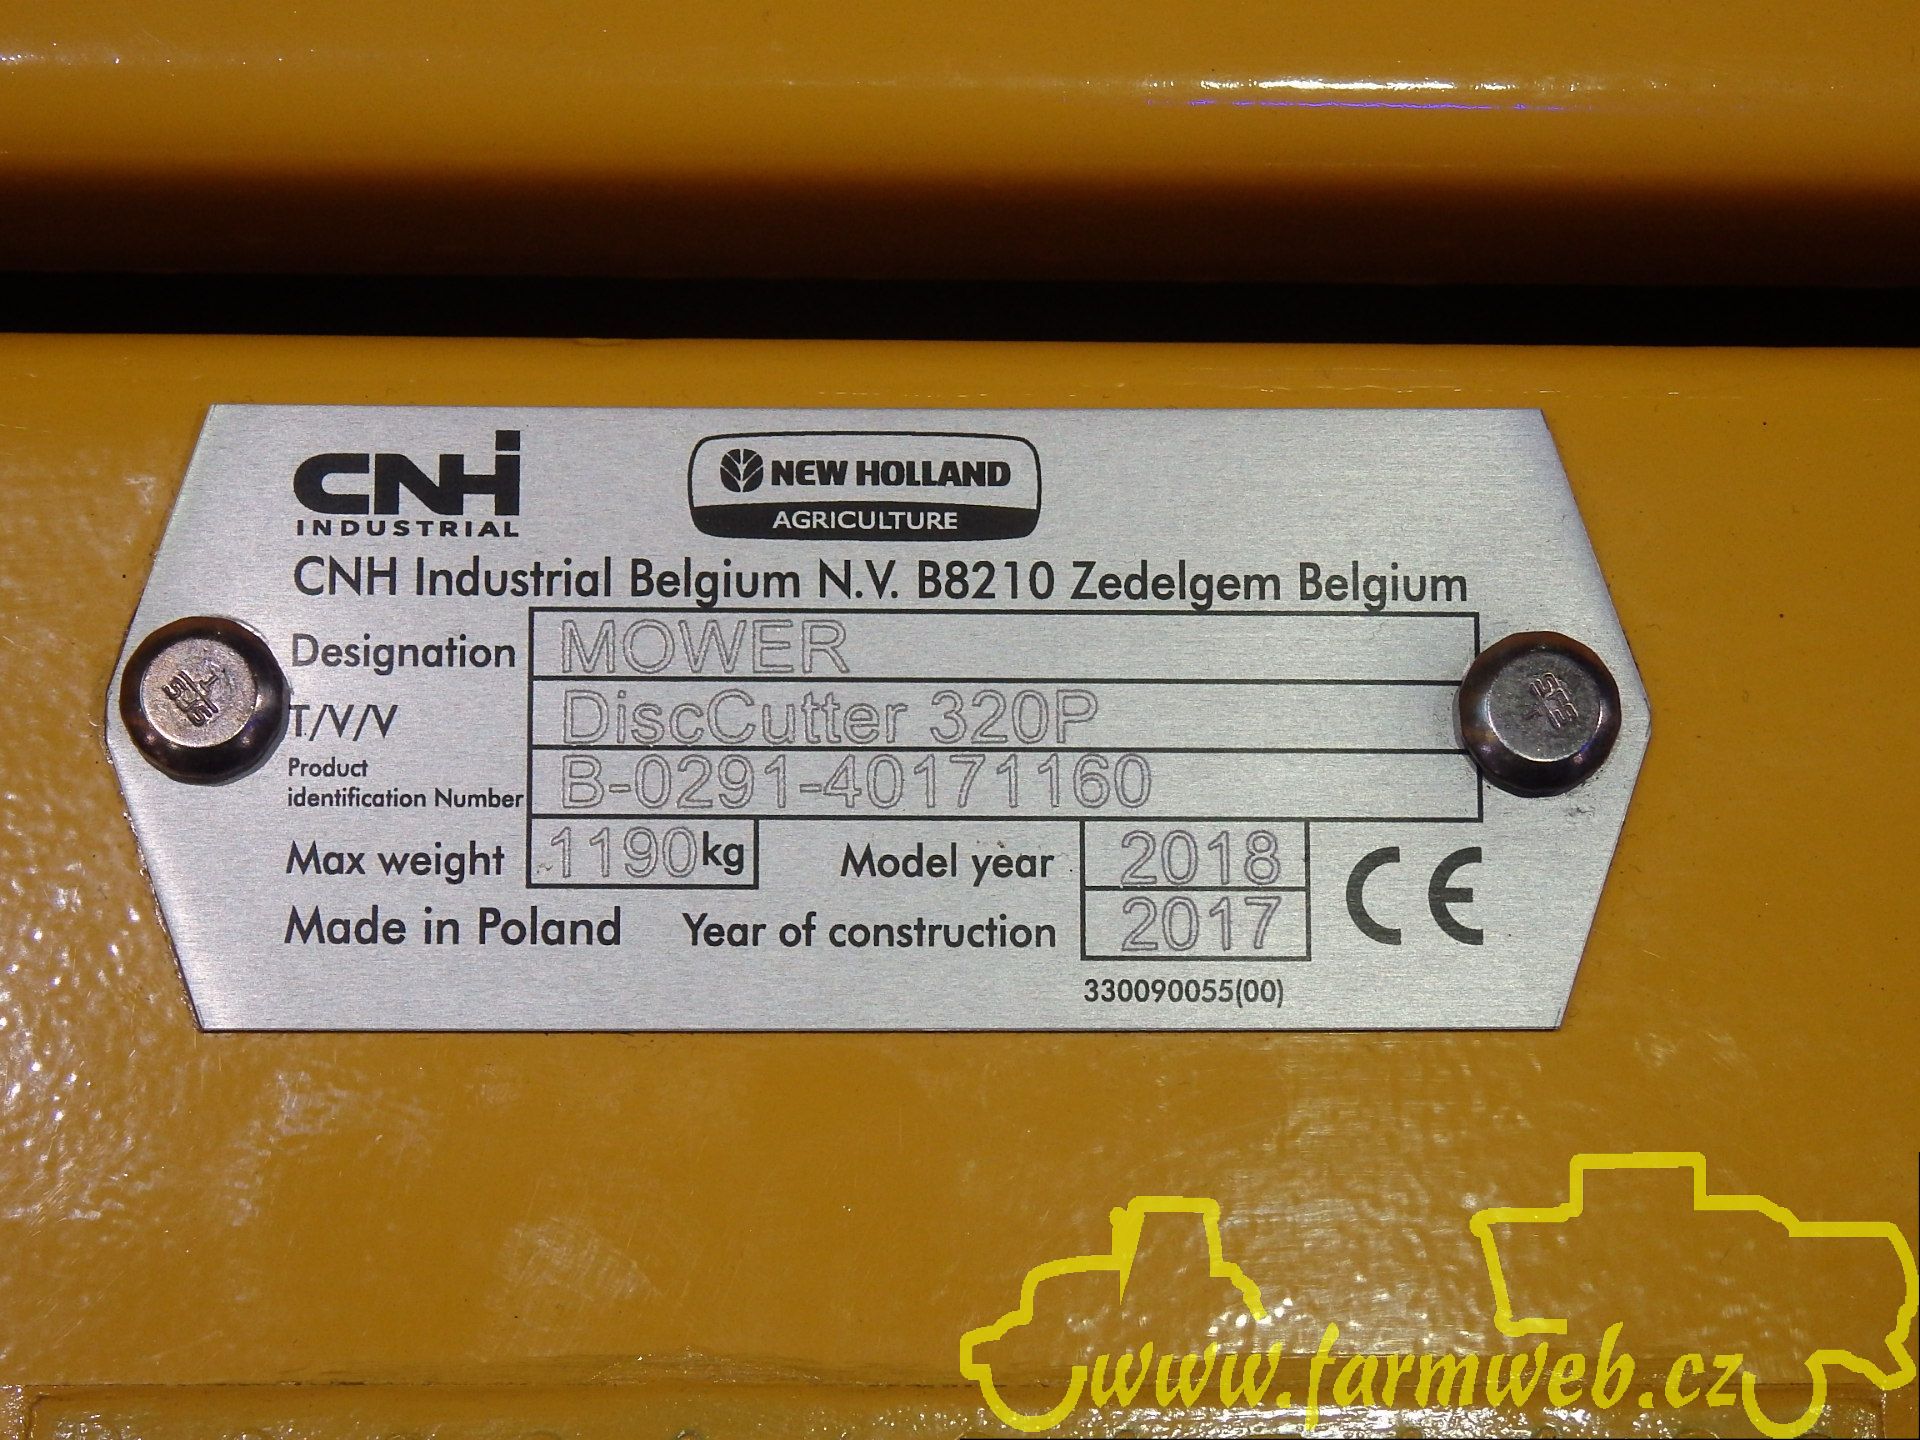 CNH
INDUSTRIAL
NEW HOLLAND
AGRICULTURE
CNH Industrial Belgium N.V. B8210 Zedelgem Belgium
Designation MOWER
T/V/V DiscCutter 320P
Product
identification Number B-0291-40171160
Max weight 1190kg Model year 2018
Made in Poland Year of construction 2017
CE
330090055(00)
www.farmweb.cz